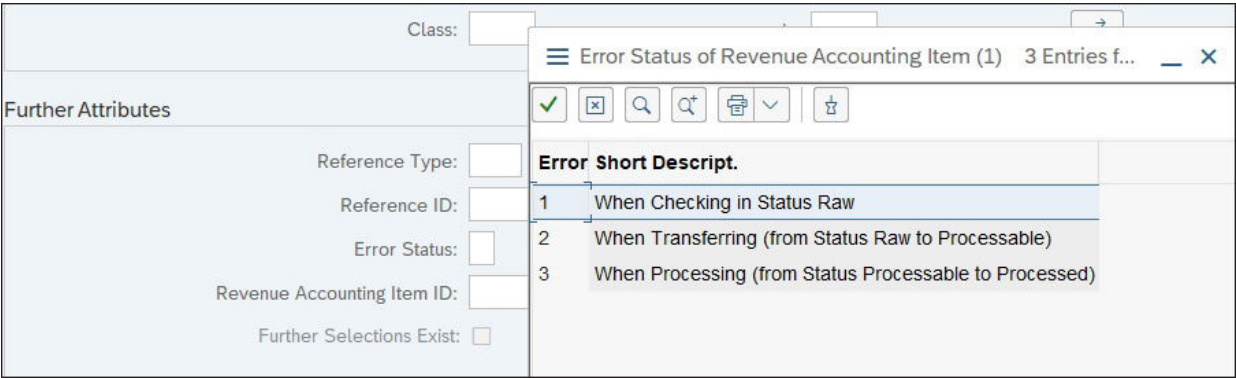 Class:
Error Status of Revenue Accounting Item (1) 3 Entries f...
Further Attributes
Reference Type:
Reference ID:
Error Status:
Revenue Accounting Item ID:
Further Selections Exist:
Error Short Descript.
1 When Checking in Status Raw
2 When Transferring (from Status Raw to Processable)
3 When Processing (from Status Processable to Processed)